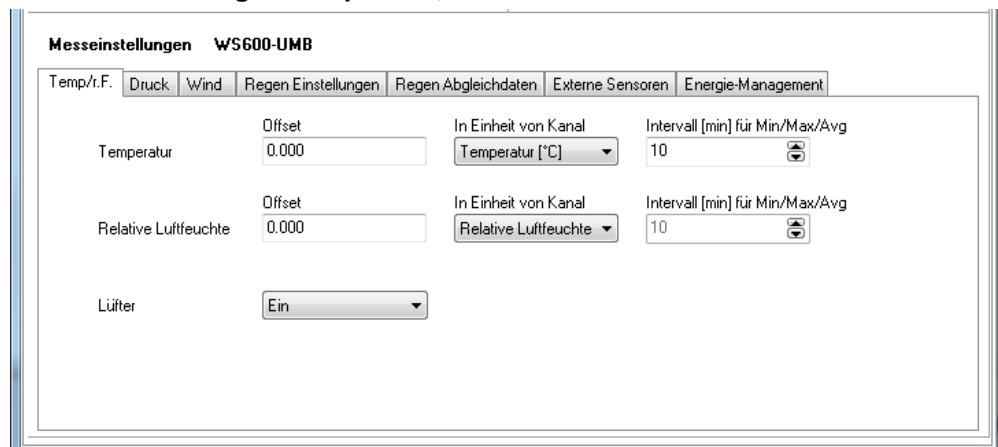 Messeinstellungen WS600-UMB
Temp/r.F. Druck Wind Regen Einstellungen Regen Abgleichdaten Externe Sensoren Energie-Management
Offset In Einheit von Kanal Intervall [min] für Min/Max/Avg
Temperatur 0.000 Temperatur [°C] 10
Offset In Einheit von Kanal Intervall [min] für Min/Max/Avg
Relative Luftfeuchte 0.000 Relative Luftfeuchte 10
Lüfter Ein